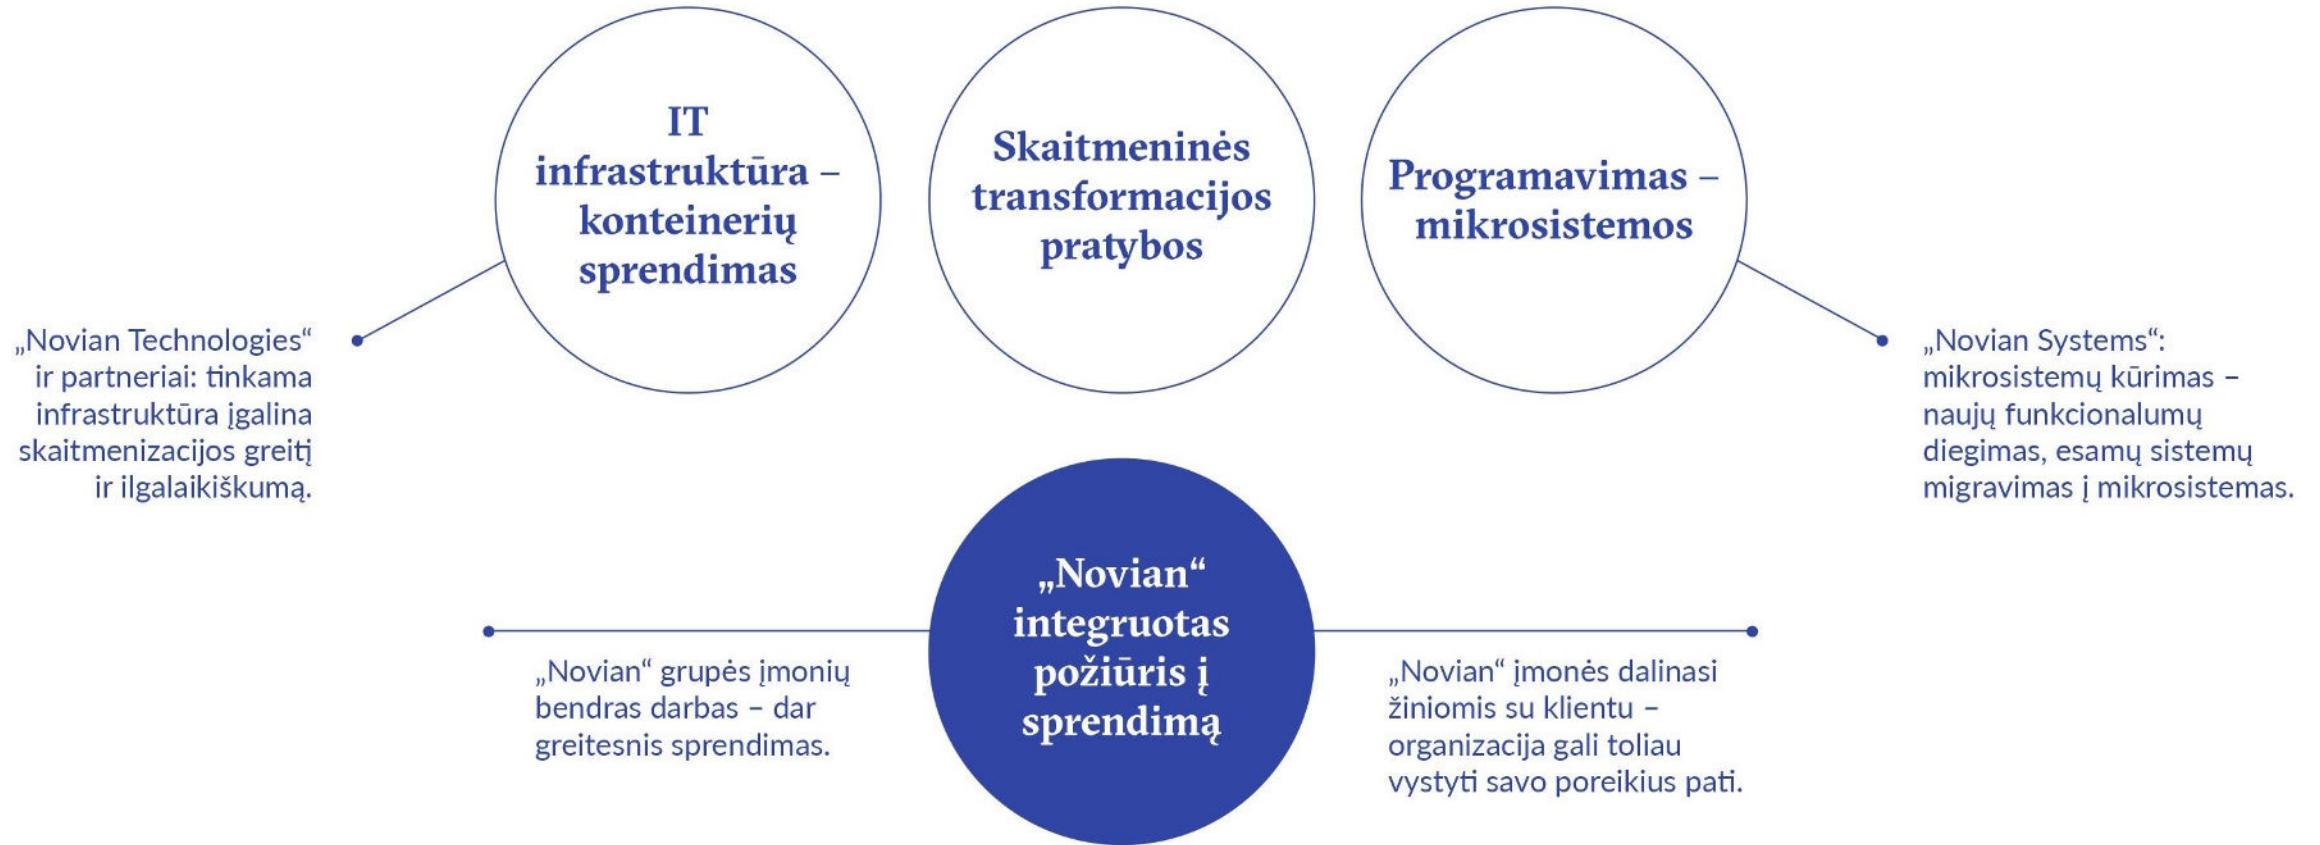 IT
infrastruktūra –
konteinerių
sprendimas
Skaitmeninės
transformacijos
pratybos
Programavimas –
mikrosistemos
„Novian Technologies“
ir partneriai: tinkama
infrastruktūra įgalina
skaitmenizacijos greitį
ir ilgalaikiškumą.
„Novian Systems“:
mikrosistemų kūrimas –
naujų funkcionalumų
diegimas, esamų sistemų
migravimas į mikrosistemas.
„Novian“
integruotas
požiūris į
sprendimą
„Novian“ grupės įmonių
bendras darbas – dar
greitesnis sprendimas.
„Novian“ įmonės dalinasi
žiniomis su klientu –
organizacija gali toliau
vystyti savo poreikius pati.